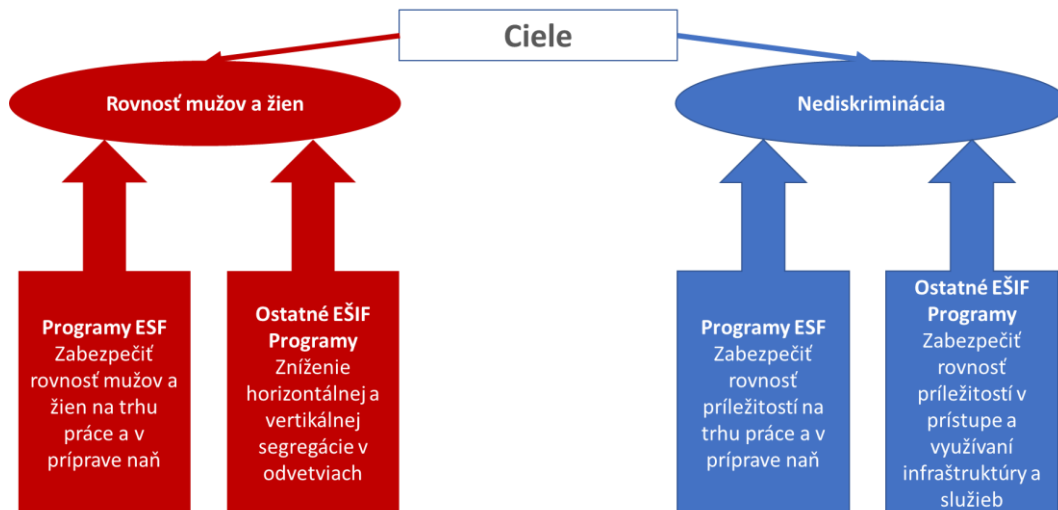 Ciele
Rovnosť mužov a žien
Nediskriminácia
Programy ESF
Zabezpečiť
rovnosť mužov a
žien na trhu
práce a v
príprave naň
Ostatné EŠIF
Programy
Zníženie
horizontálnej a
vertikálnej
segregácie v
odvetviach
Programy ESF
Zabezpečiť
rovnosť
príležitostí na
trhu práce a v
príprave naň
Ostatné EŠIF
Programy
Zabezpečiť
rovnosť
príležitostí v
prístupe a
využívaní
infraštruktúry a
služieb